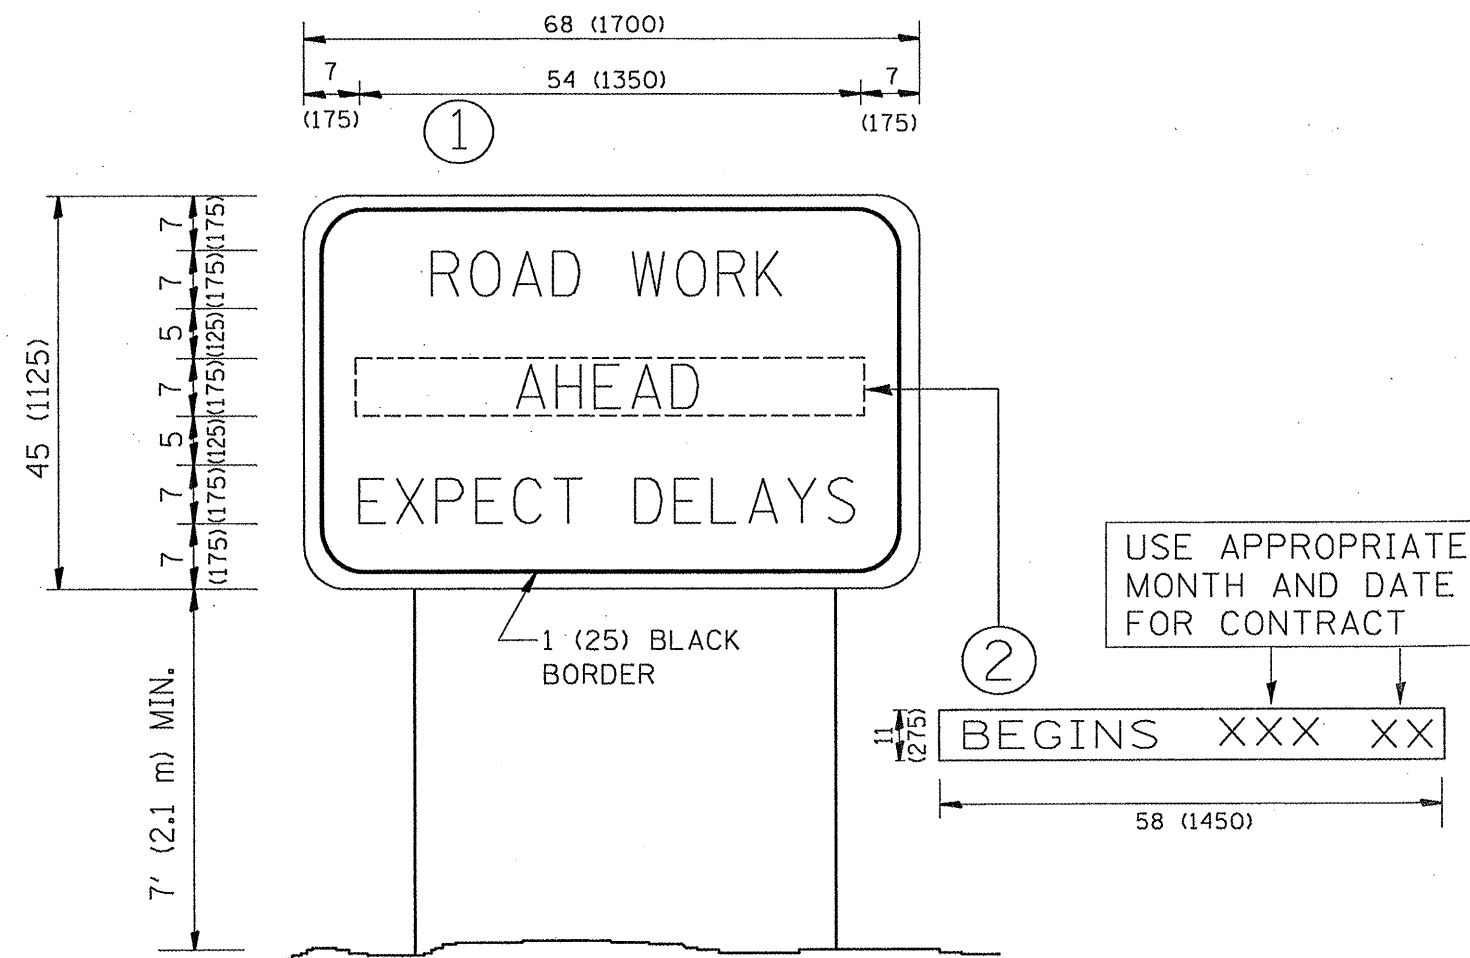 68 (1700)
7 54 (1350) 7
(175) (175)
1
7 (175)
7 (175)
5 (125)
7 (175)
5 (125)
7 (175)
7 (175)
45 (1125)
ROAD WORK
AHEAD
EXPECT DELAYS
1 (25) BLACK
BORDER
7' (2.1 m) MIN.
USE APPROPRIATE
MONTH AND DATE
FOR CONTRACT
2
11
(275)
BEGINS XXX XX
58 (1450)